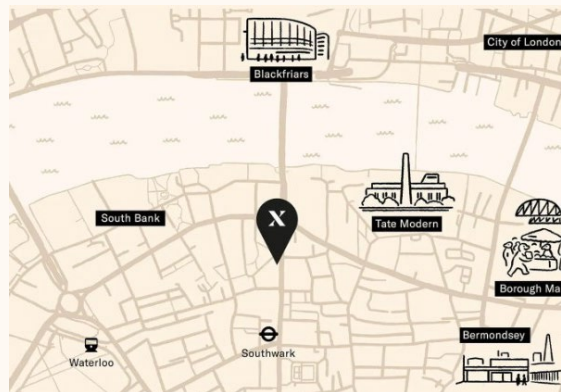 City of London
Blackfriars
South Bank
X
Tate Modern
Borough Ma
Waterloo
Southwark
Bermondsey